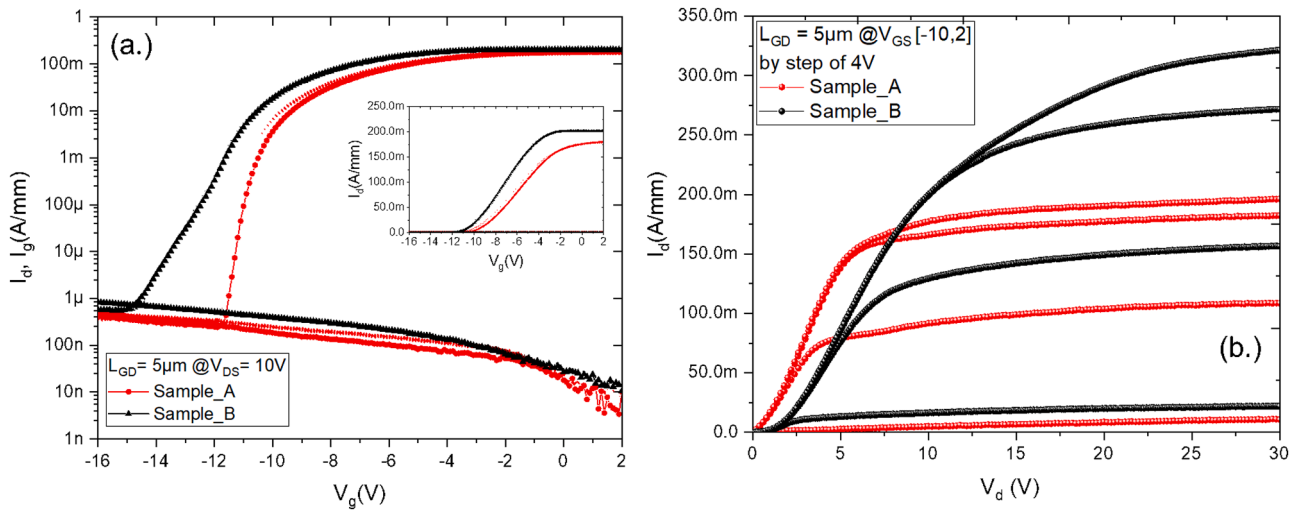 (a.)
1
100m
10m
1m
100µ
10µ
1µ
100n
10n
1n
I_d, I_g(A/mm)
-16 -14 -12 -10 -8 -6 -4 -2 0 2
V_g(V)
L_GD= 5µm @V_DS= 10V
Sample_A
Sample_B
250.0m
200.0m
150.0m
100.0m
50.0m
0.0
I_d(A/mm)
-16 -14 -12 -10 -8 -6 -4 -2 0 2
V_g(V)
350.0m
300.0m
250.0m
200.0m
150.0m
100.0m
50.0m
0.0
I_d(A/mm)
L_GD = 5µm @V_GS [-10,2]
by step of 4V
Sample_A
Sample_B
(b.)
0 5 10 15 20 25 30
V_d (V)